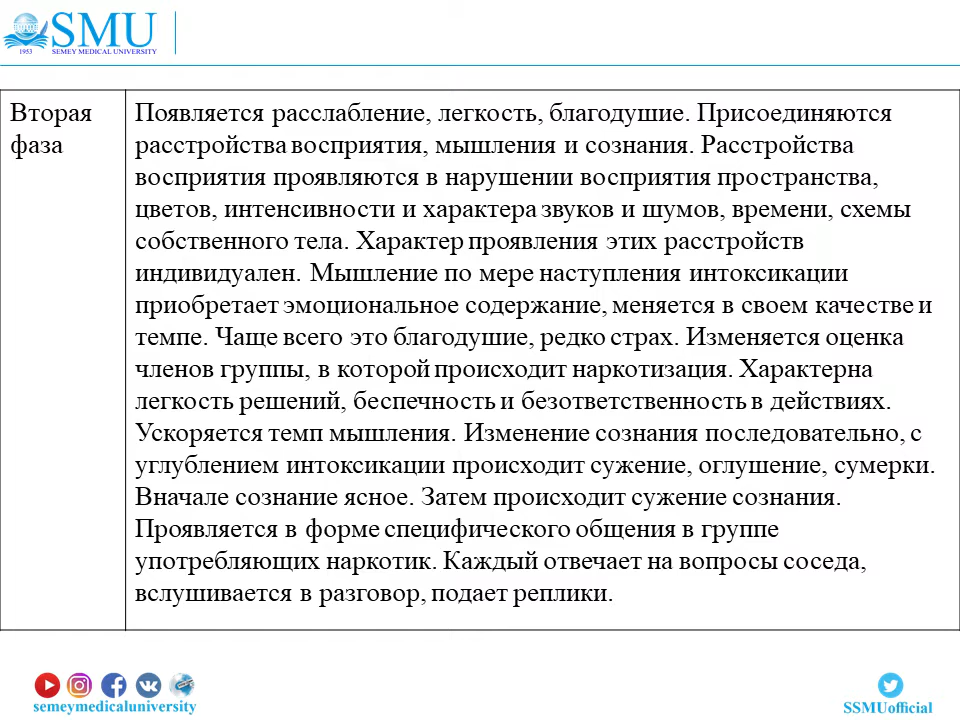 SMU
1953 SEMEY MEDICAL UNIVERSITY
Вторая фаза
Появляется расслабление, легкость, благодушие. Присоединяются
расстройства восприятия, мышления и сознания. Расстройства
восприятия проявляются в нарушении восприятия пространства,
цветов, интенсивности и характера звуков и шумов, времени, схемы
собственного тела. Характер проявления этих расстройств
индивидуален. Мышление по мере наступления интоксикации
приобретает эмоциональное содержание, меняется в своем качестве и
темпе. Чаще всего это благодушие, редко страх. Изменяется оценка
членов группы, в которой происходит наркотизация. Характерна
легкость решений, беспечность и безответственность в действиях.
Ускоряется темп мышления. Изменение сознания последовательно, с
углублением интоксикации происходит сужение, оглушение, сумерки.
Вначале сознание ясное. Затем происходит сужение сознания.
Проявляется в форме специфического общения в группе
употребляющих наркотик. Каждый отвечает на вопросы соседа,
вслушивается в разговор, подает реплики.
semeymedicaluniversity
SSMUofficial